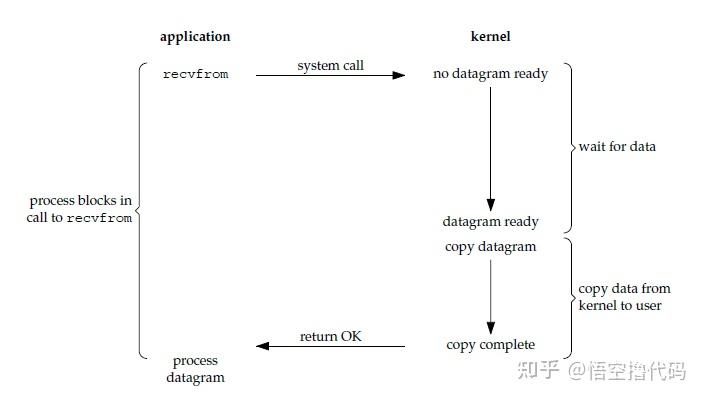 application
kernel
recvfrom
system call
no datagram ready
wait for data
process blocks in
call to recvfrom
datagram ready
copy datagram
copy data from
kernel to user
return OK
copy complete
process
datagram
知乎 @悟空撸代码